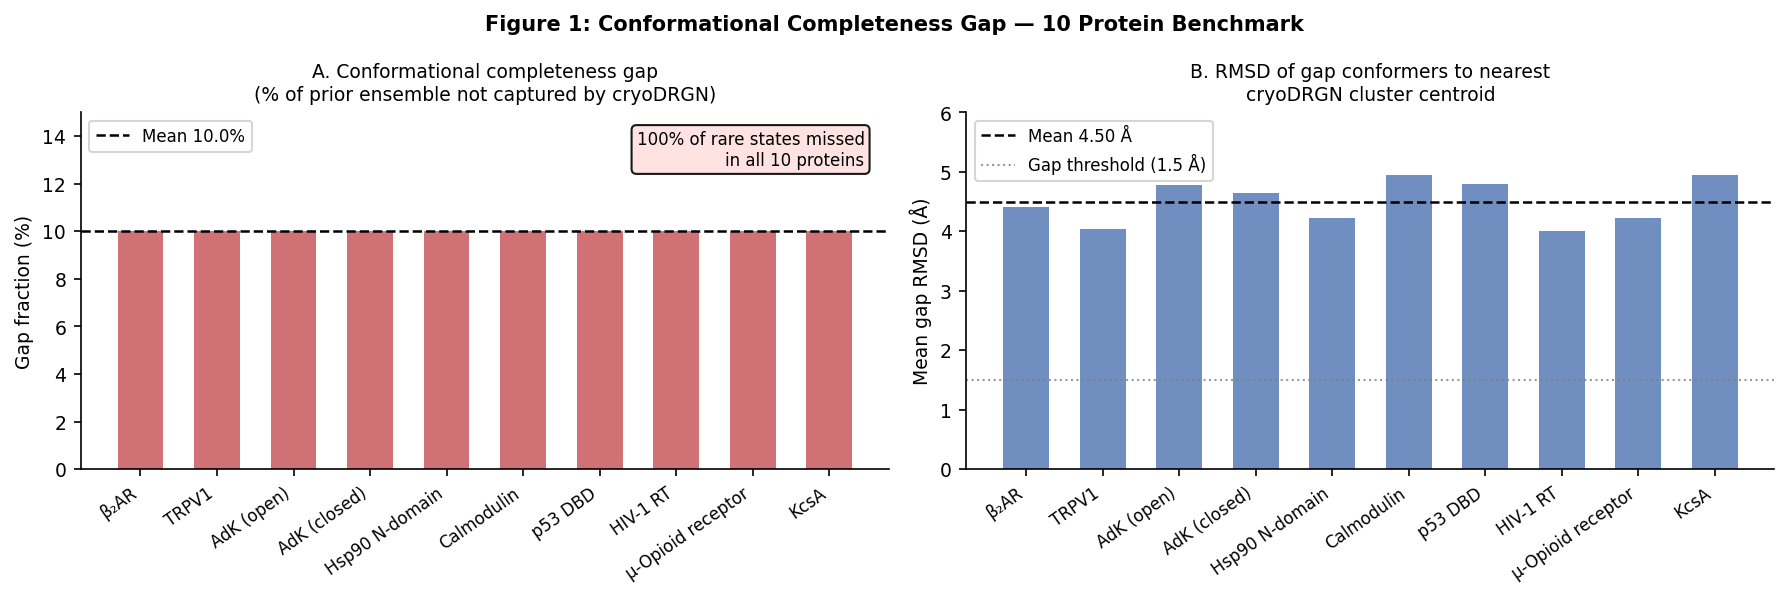 Figure 1: Conformational Completeness Gap — 10 Protein Benchmark
A. Conformational completeness gap
(% of prior ensemble not captured by cryoDRGN)
Gap fraction (%)
14
12
10
8
6
4
2
0
Mean 10.0%
100% of rare states missed
in all 10 proteins
β₂AR
TRPV1
AdK (open)
AdK (closed)
Hsp90 N-domain
Calmodulin
p53 DBD
HIV-1 RT
μ-Opioid receptor
KcsA
B. RMSD of gap conformers to nearest
cryoDRGN cluster centroid
Mean gap RMSD (Å)
6
5
4
3
2
1
0
Mean 4.50 Å
Gap threshold (1.5 Å)
β₂AR
TRPV1
AdK (open)
AdK (closed)
Hsp90 N-domain
Calmodulin
p53 DBD
HIV-1 RT
μ-Opioid receptor
KcsA